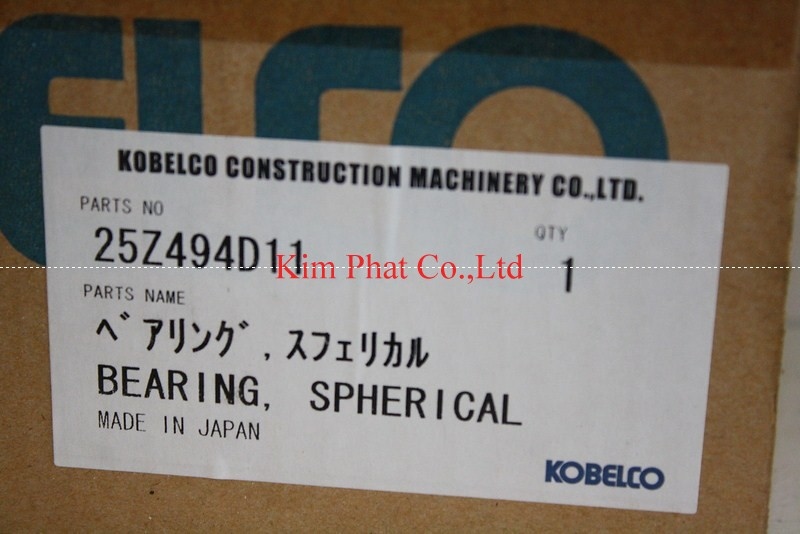 ELCO
KOBELCO CONSTRUCTION MACHINERY CO.,LTD.
PARTS NO
QTY
25Z494D11
1
Kim Phat Co.,Ltd
PARTS NAME
ベアリング,スフェリカル
BEARING, SPHERICAL
MADE IN JAPAN
KOBELCO